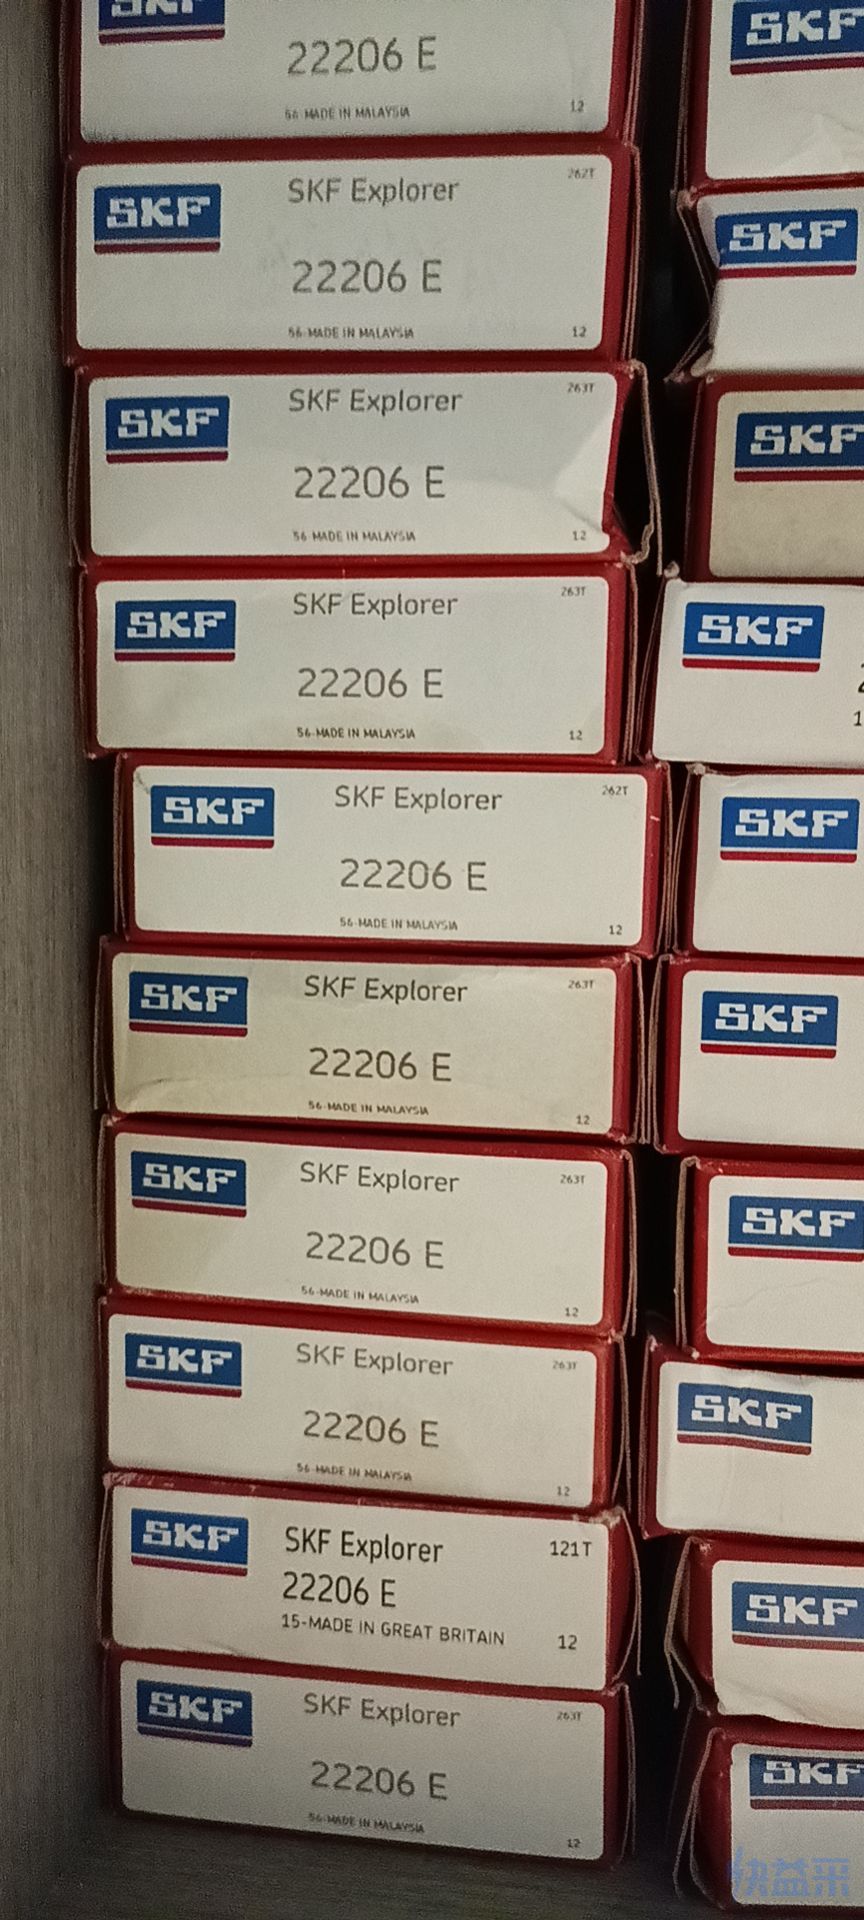 SKF
22206 E
56-MADE IN MALAYSIA
12
SKF
SKF Explorer
262T
22206 E
56-MADE IN MALAYSIA
12
SKF
SKF Explorer
263T
22206 E
56-MADE IN MALAYSIA
12
SKF
SKF Explorer
263T
22206 E
56-MADE IN MALAYSIA
12
SKF
SKF Explorer
262T
22206 E
56-MADE IN MALAYSIA
12
SKF
SKF Explorer
263T
22206 E
56-MADE IN MALAYSIA
12
SKF
SKF Explorer
263T
22206 E
56-MADE IN MALAYSIA
12
SKF
SKF Explorer
263T
22206 E
56-MADE IN MALAYSIA
12
SKF
SKF Explorer
121T
22206 E
15-MADE IN GREAT BRITAIN
12
SKF
SKF Explorer
263T
22206 E
56-MADE IN MALAYSIA
12
SKF
SKF
SKF
SKF
1
SKF
SKF
SKF
SKF
SKF
SKF
快益采